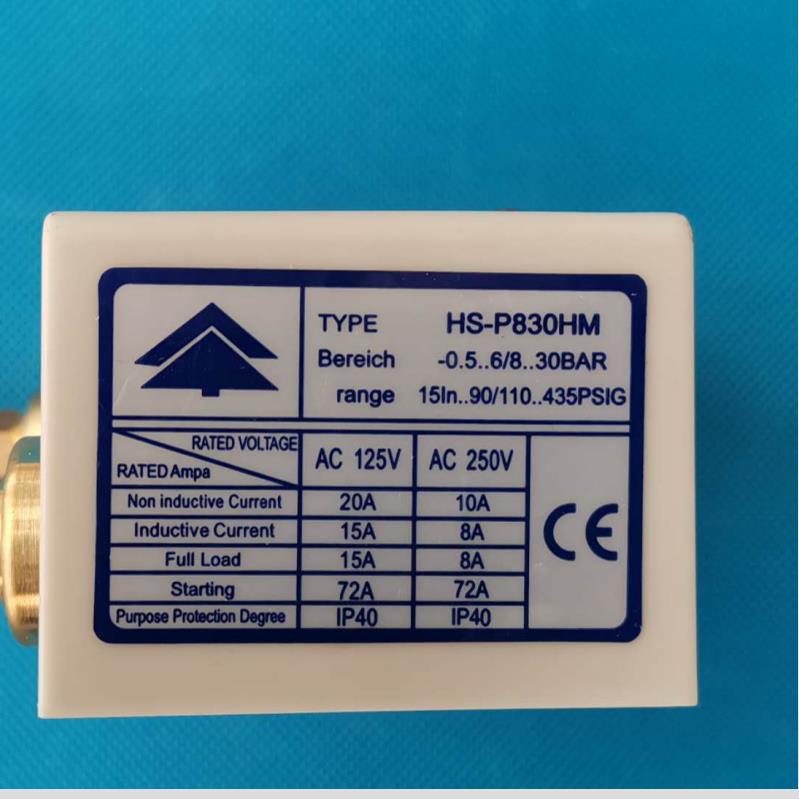 TYPE HS-P830HM
Bereich -0.5..6/8..30BAR
range 15In..90/110..435PSIG
RATED VOLTAGE
RATED Ampa
AC 125V AC 250V
Non inductive Current 20A 10A
Inductive Current 15A 8A
Full Load 15A 8A
Starting 72A 72A
Purpose Protection Degree IP40 IP40
CE